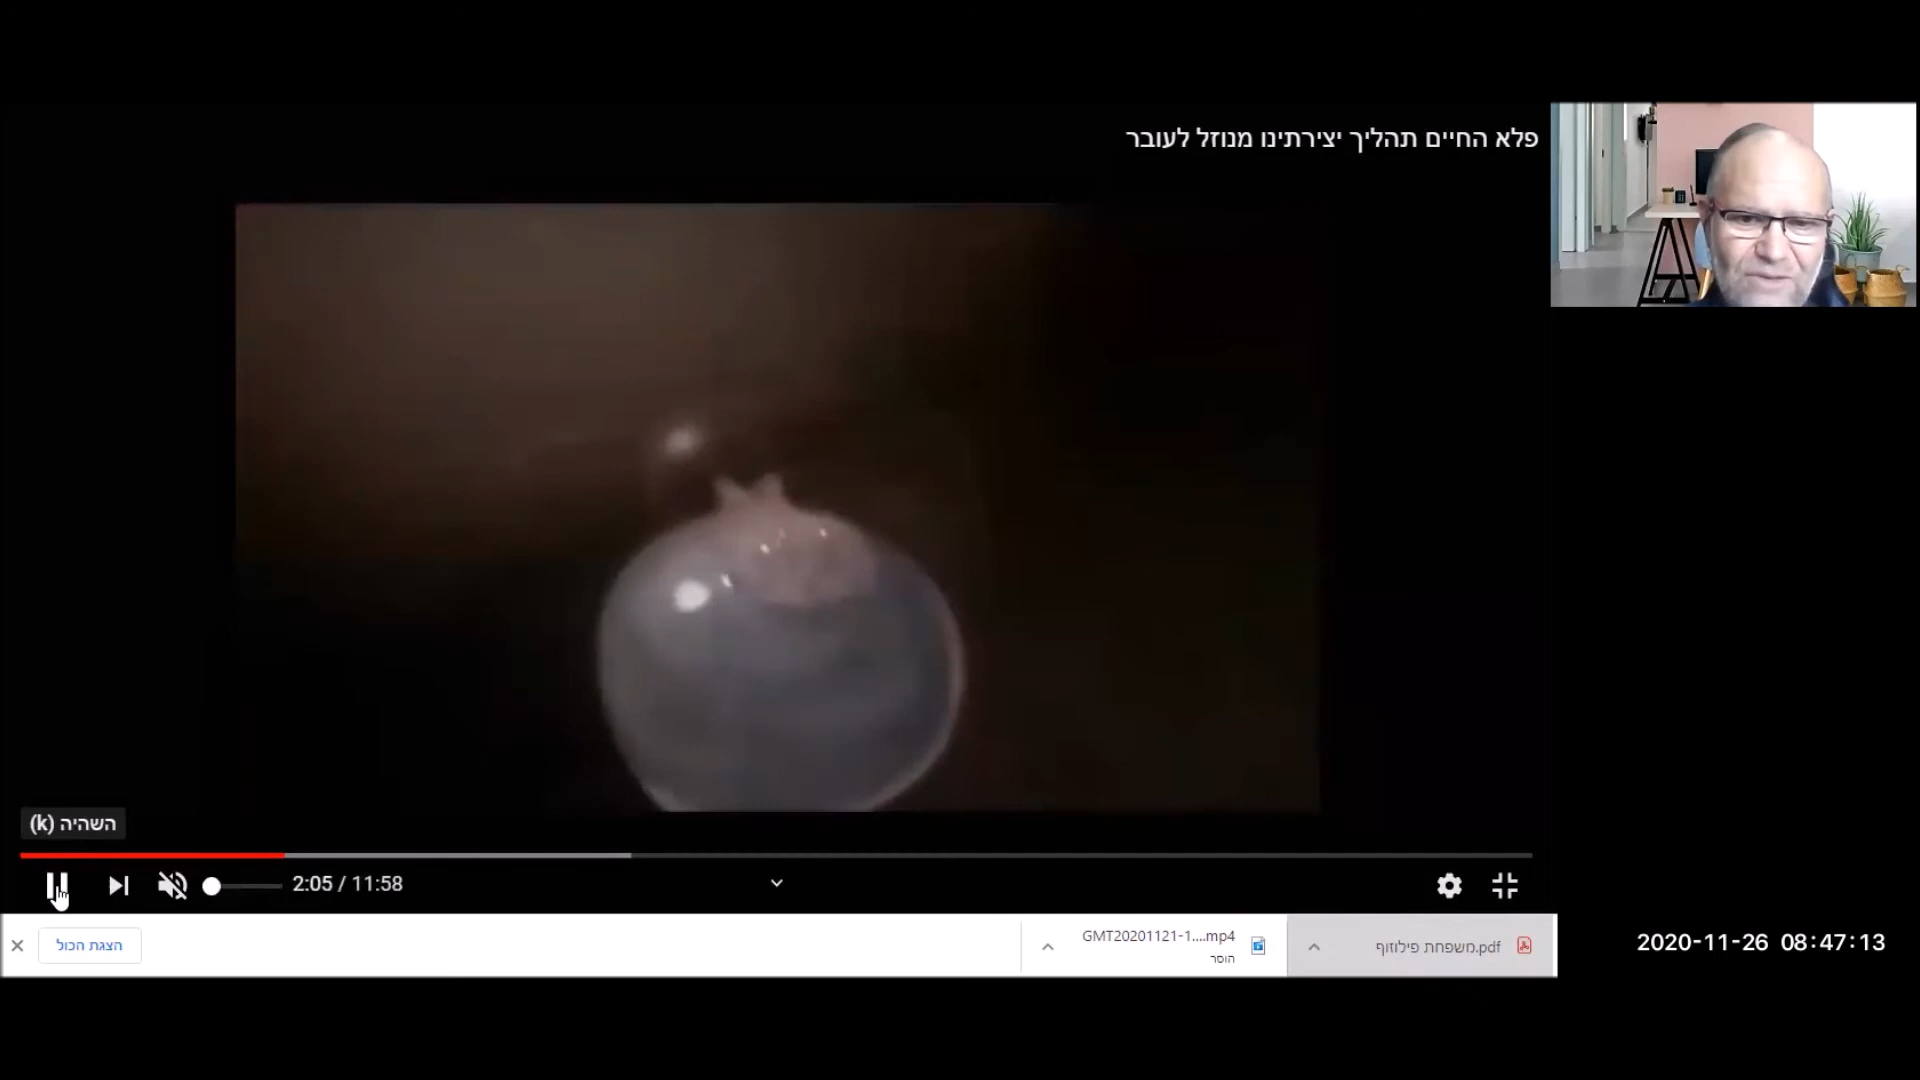 פלא החיים תהליך יצירתינו מנוזל לעובר
השהיה (k)
2:05 / 11:58
הצגת הכול
GMT20201121-1....mp4
הוסר
משפחת פילוזוף.pdf
2020-11-26 08:47:13